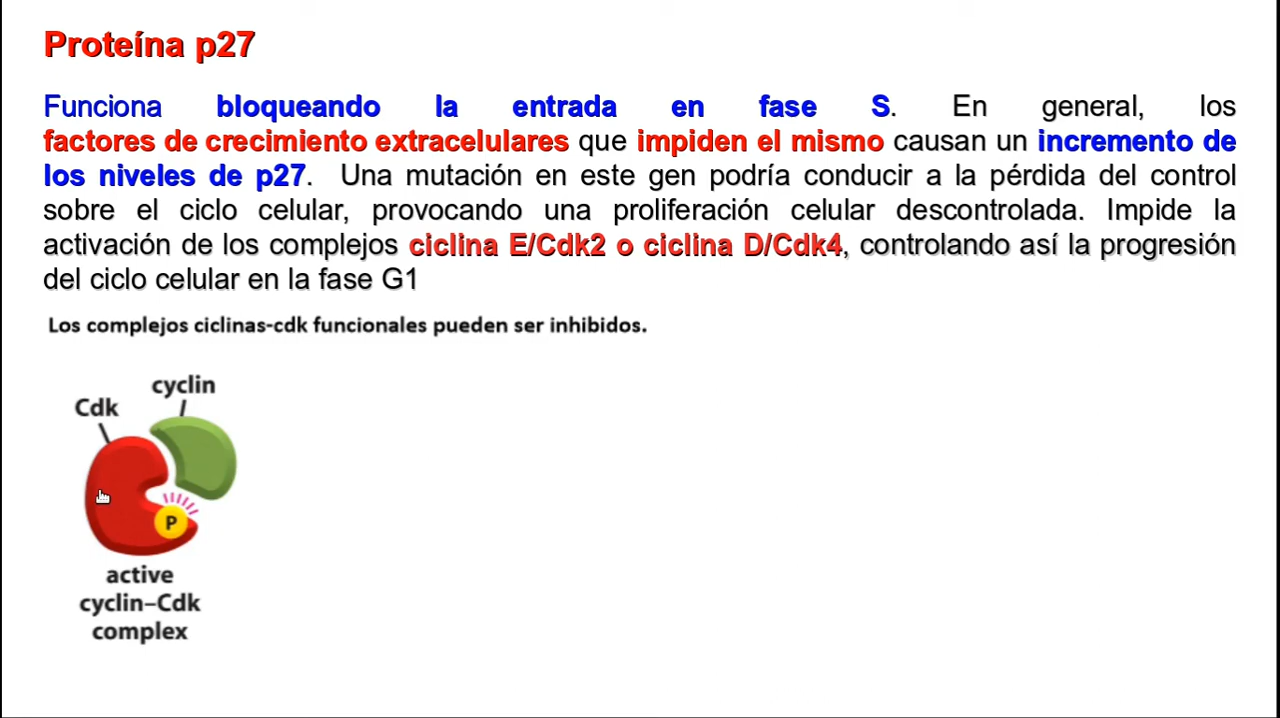 Proteína p27
Funciona bloqueando la entrada en fase S. En general, los
factores de crecimiento extracelulares que impiden el mismo causan un incremento de
los niveles de p27. Una mutación en este gen podría conducir a la pérdida del control
sobre el ciclo celular, provocando una proliferación celular descontrolada. Impide la
activación de los complejos ciclina E/Cdk2 o ciclina D/Cdk4, controlando así la progresión
del ciclo celular en la fase G1
Los complejos ciclinas-cdk funcionales pueden ser inhibidos.
cyclin
Cdk
P
active
cyclin–Cdk
complex